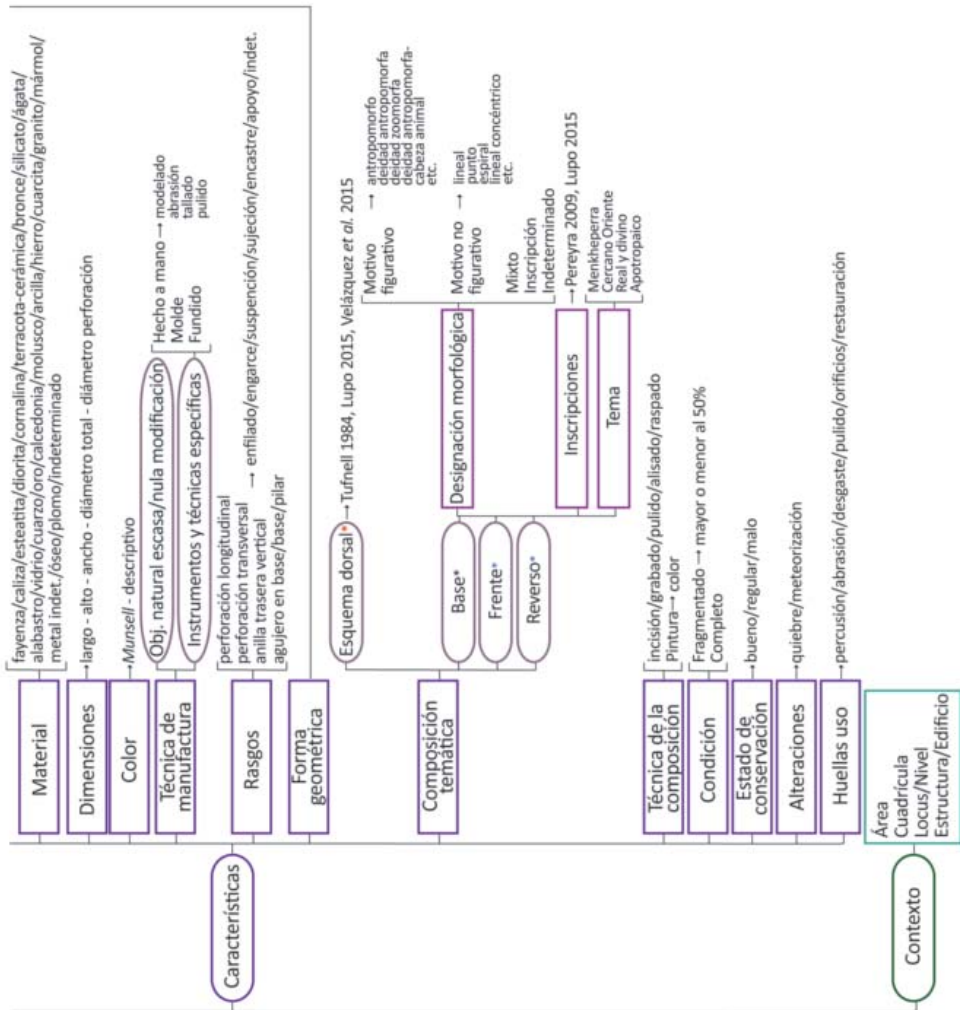 Características
Material
fayenza/caliza/esteatita/diorita/cornalina/terracota-cerámica/bronce/silicato/ágata/
alabastro/vidrio/cuarzo/oro/calcedonia/molusco/arcilla/hierro/cuarcita/granito/mármol/
metal indet./óseo/plomo/indeterminado
Dimensiones
→largo - alto - ancho - diámetro total - diámetro perforación
Color
→Munsell - descriptivo
Técnica de
manufactura
Obj. natural escasa/nula modificación
Instrumentos y técnicas específicas
Hecho a mano → modelado
abrasión
tallado
pulido
Molde
Fundido
Rasgos
perforación longitudinal
perforación transversal
anilla trasera vertical
agujero en base/base/pilar
→ enfilado/engarce/suspención/sujeción/encastre/apoyo/indet.
Forma
geométrica
Composición
temática
Esquema dorsal*
→ Tufnell 1984, Lupo 2015, Velázquez et al. 2015
Base*
Frente*
Reverso*
Designación morfológica
Motivo
figurativo
→ antropomorfo
deidad antropomorfa
deidad zoomorfa
deidad antropomorfa-
cabeza animal
etc.
Motivo no
figurativo
→ lineal
punto
espiral
lineal concéntrico
etc.
Mixto
Inscripción
Indeterminado
Inscripciones
→Pereyra 2009, Lupo 2015
Tema
Menkheperra
Cercano Oriente
Real y divino
Apotropaico
Técnica de la
composición
incisión/grabado/pulido/alisado/raspado
Pintura→ color
Condición
Fragmentado → mayor o menor al 50%
Completo
Estado de
conservación
→bueno/regular/malo
Alteraciones
→quiebre/meteorización
Huellas uso
→percusión/abrasión/desgaste/pulido/orificios/restauración
Contexto
Área
Cuadrícula
Locus/Nivel
Estructura/Edificio